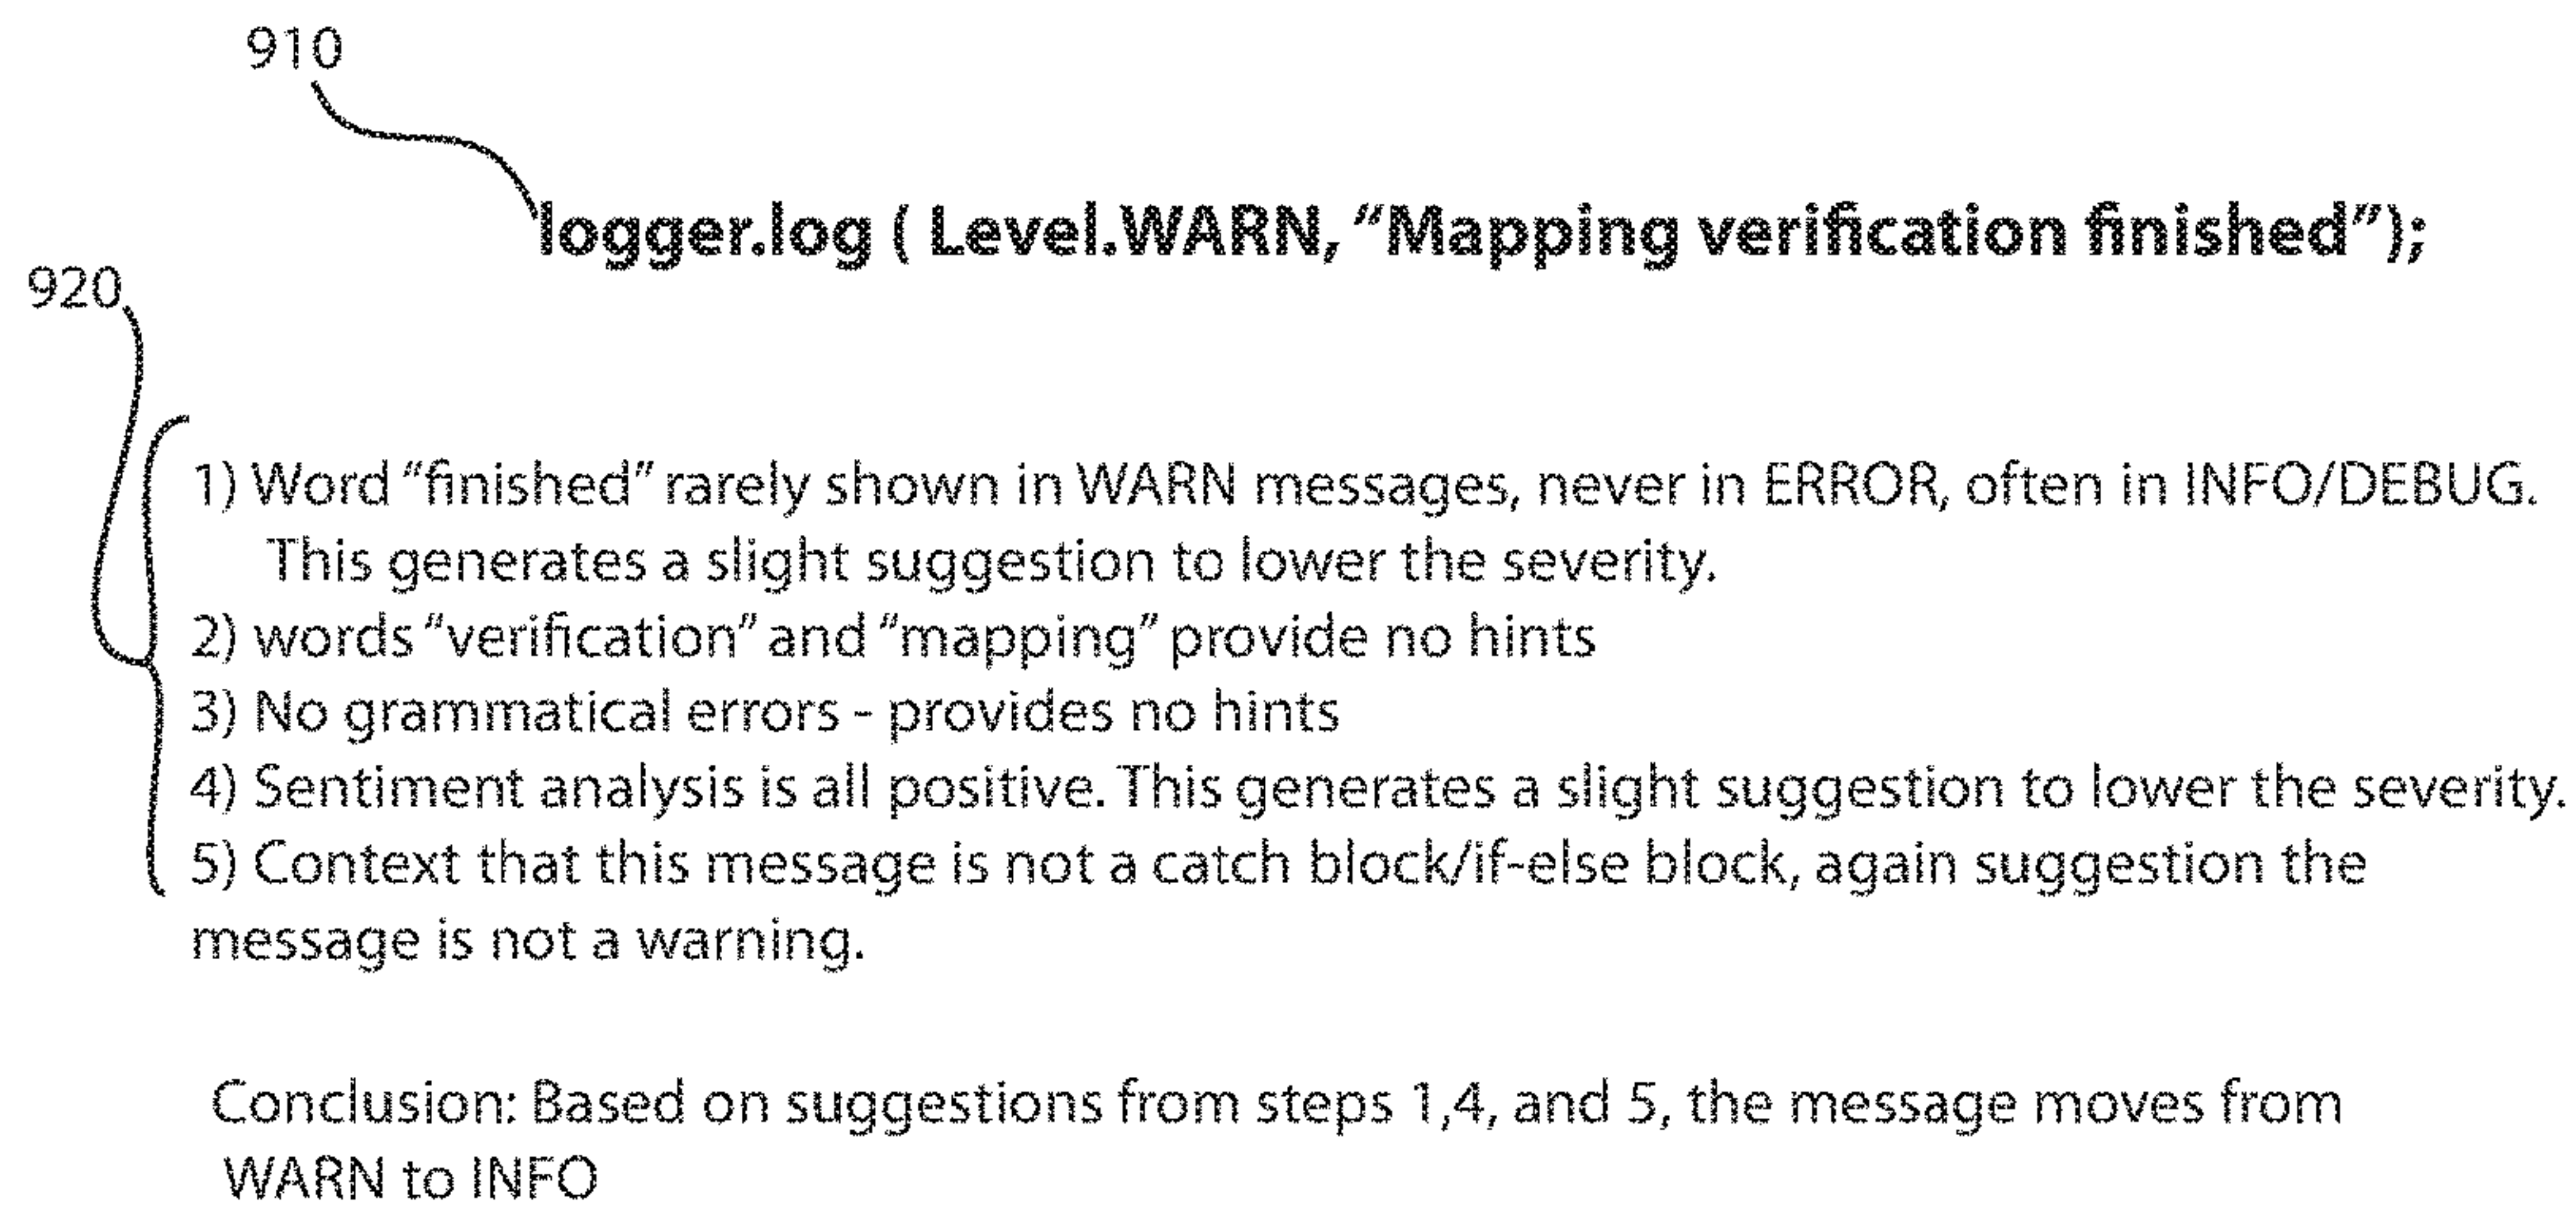 910
logger.log ( Level.WARN, “Mapping verification finished”);
920
1) Word “finished” rarely shown in WARN messages, never in ERROR, often in INFO/DEBUG.
This generates a slight suggestion to lower the severity.
2) words “verification” and “mapping” provide no hints
3) No grammatical errors - provides no hints
4) Sentiment analysis is all positive. This generates a slight suggestion to lower the severity.
5) Context that this message is not a catch block/if-else block, again suggestion the
message is not a warning.
Conclusion: Based on suggestions from steps 1,4, and 5, the message moves from
WARN to INFO